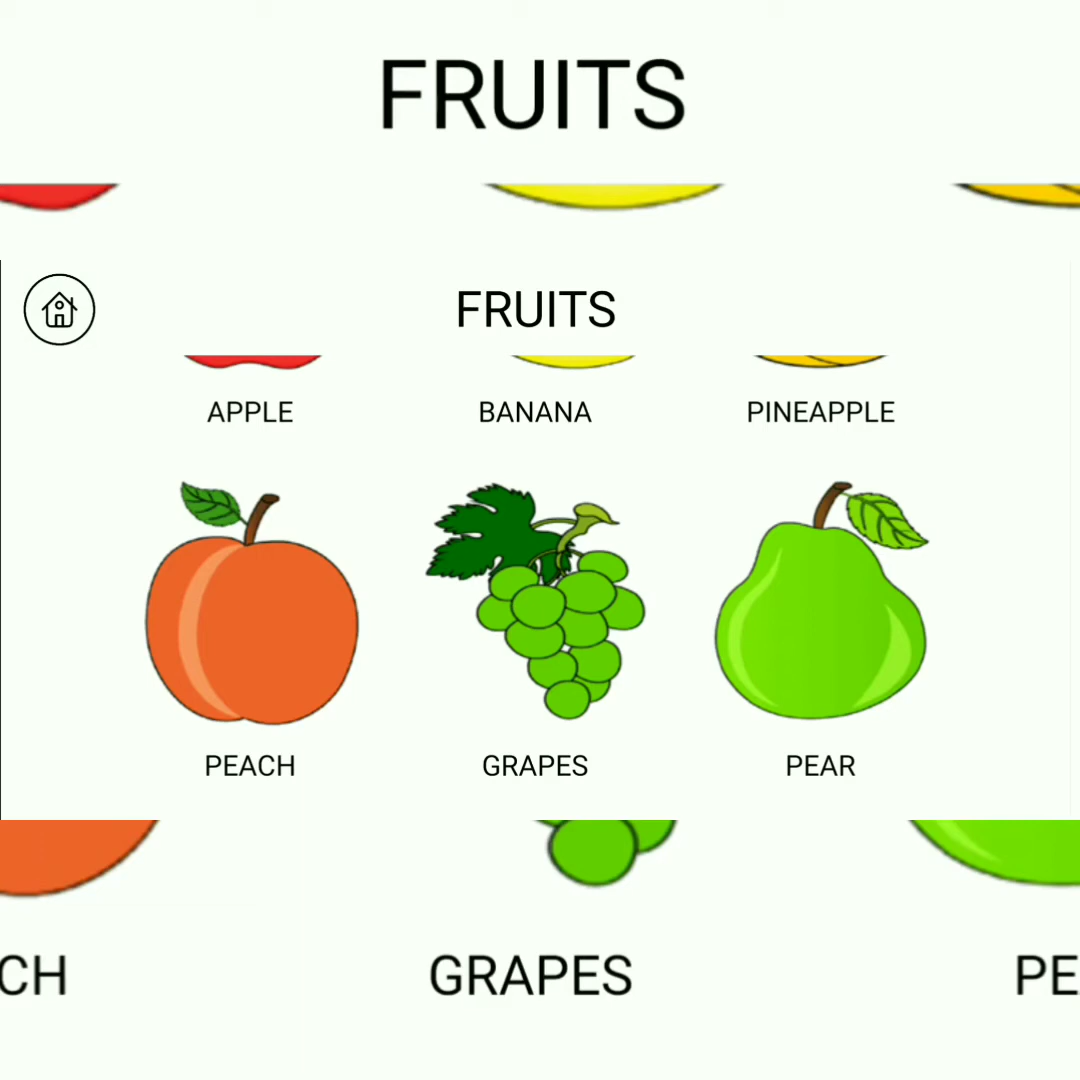 FRUITS
FRUITS
APPLE BANANA PINEAPPLE
PEACH GRAPES PEAR
CH GRAPES PE